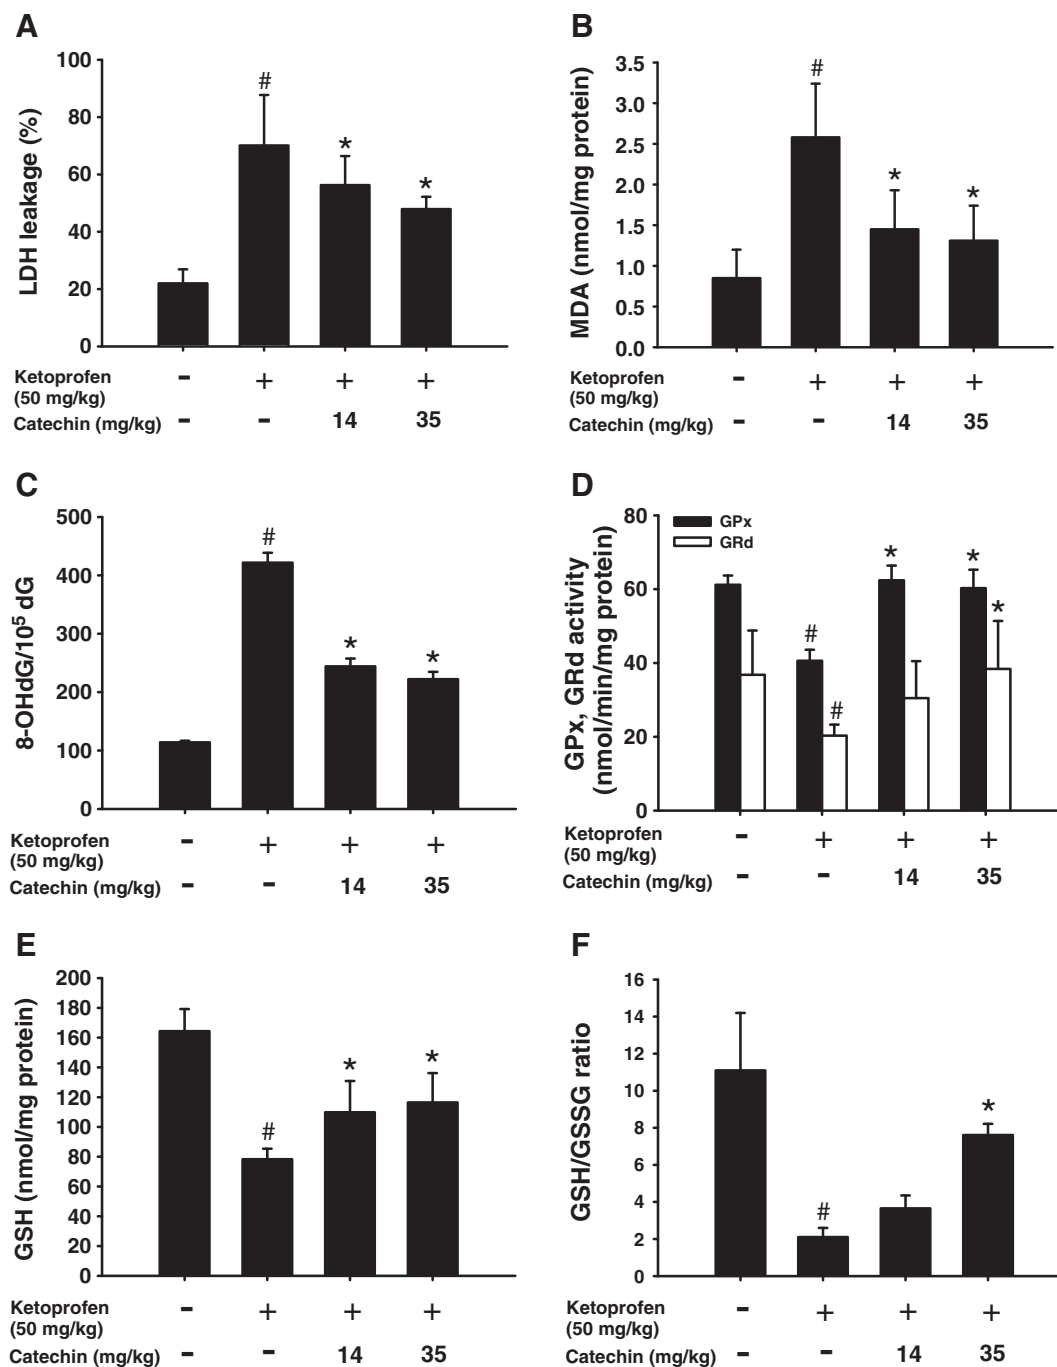 A
LDH leakage (%)
100
80
60
40
20
0
#
*
*
Ketoprofen - + + +
(50 mg/kg)
Catechin (mg/kg) - - 14 35
B
MDA (nmol/mg protein)
3.5
3.0
2.5
2.0
1.5
1.0
0.5
0.0
#
*
*
Ketoprofen - + + +
(50 mg/kg)
Catechin (mg/kg) - - 14 35
C
8-OHdG/10⁵ dG
500
400
300
200
100
0
#
*
*
Ketoprofen - + + +
(50 mg/kg)
Catechin (mg/kg) - - 14 35
D
GPx, GRd activity
(nmol/min/mg protein)
80
60
40
20
0
GPx
GRd
#
#
*
*
*
Ketoprofen - + + +
(50 mg/kg)
Catechin (mg/kg) - - 14 35
E
GSH (nmol/mg protein)
200
180
160
140
120
100
80
60
40
20
0
#
*
*
Ketoprofen - + + +
(50 mg/kg)
Catechin (mg/kg) - - 14 35
F
GSH/GSSG ratio
16
14
12
10
8
6
4
2
0
#
*
Ketoprofen - + + +
(50 mg/kg)
Catechin (mg/kg) - - 14 35